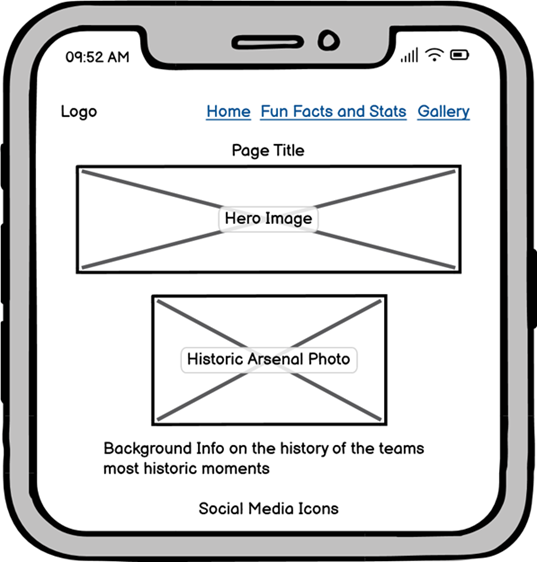 09:52 AM
Logo Home Fun Facts and Stats Gallery
Page Title
Hero Image
Historic Arsenal Photo
Background Info on the history of the teams
most historic moments
Social Media Icons